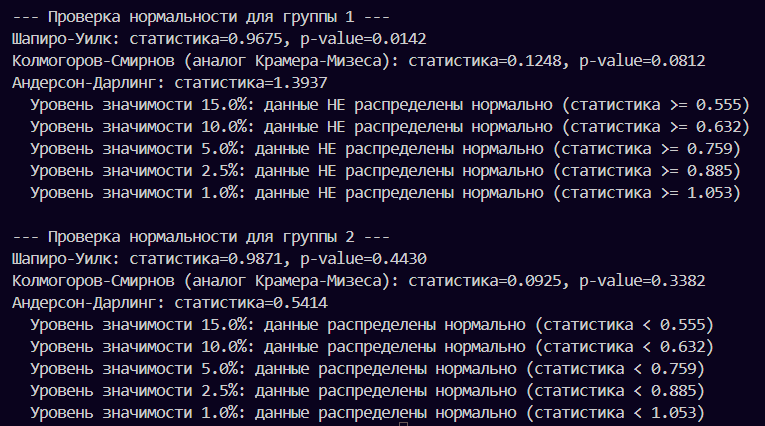 --- Проверка нормальности для группы 1 ---
Шапиро-Уилк: статистика=0.9675, p-value=0.0142
Колмогоров-Смирнов (аналог Крамера-Мизеса): статистика=0.1248, p-value=0.0812
Андерсон-Дарлинг: статистика=1.3937
Уровень значимости 15.0%: данные НЕ распределены нормально (статистика >= 0.555)
Уровень значимости 10.0%: данные НЕ распределены нормально (статистика >= 0.632)
Уровень значимости 5.0%: данные НЕ распределены нормально (статистика >= 0.759)
Уровень значимости 2.5%: данные НЕ распределены нормально (статистика >= 0.885)
Уровень значимости 1.0%: данные НЕ распределены нормально (статистика >= 1.053)
--- Проверка нормальности для группы 2 ---
Шапиро-Уилк: статистика=0.9871, p-value=0.4430
Колмогоров-Смирнов (аналог Крамера-Мизеса): статистика=0.0925, p-value=0.3382
Андерсон-Дарлинг: статистика=0.5414
Уровень значимости 15.0%: данные распределены нормально (статистика < 0.555)
Уровень значимости 10.0%: данные распределены нормально (статистика < 0.632)
Уровень значимости 5.0%: данные распределены нормально (статистика < 0.759)
Уровень значимости 2.5%: данные распределены нормально (статистика < 0.885)
Уровень значимости 1.0%: данные распределены нормально (статистика < 1.053)